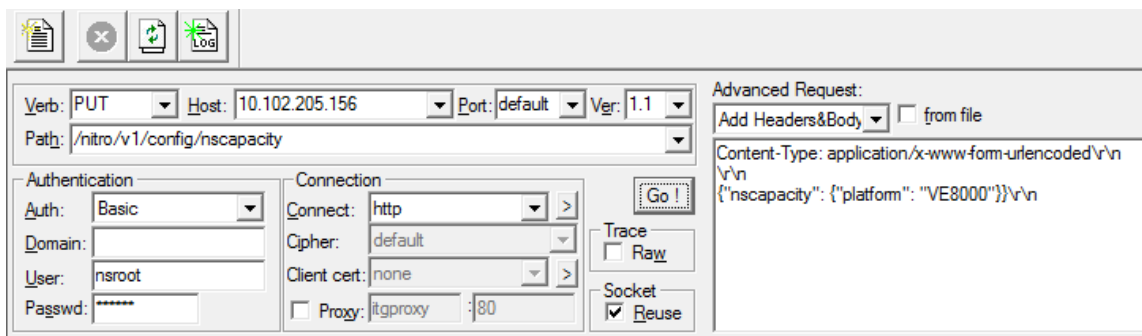 LOG
Verb: PUT Host: 10.102.205.156 Port: default Ver: 1.1
Path: /nitro/v1/config/nscapacity
Advanced Request:
Add Headers&Body from file
Content-Type: application/x-www-form-urlencoded\r\n
\r\n
{"nscapacity": {"platform": "VE8000"}}\r\n
Authentication
Auth: Basic
Domain:
User: nsroot
Passwd: ******
Connection
Connect: http >
Cipher: default
Client cert: none >
Proxy: itgproxy :80
Go !
Trace
Raw
Socket
Reuse